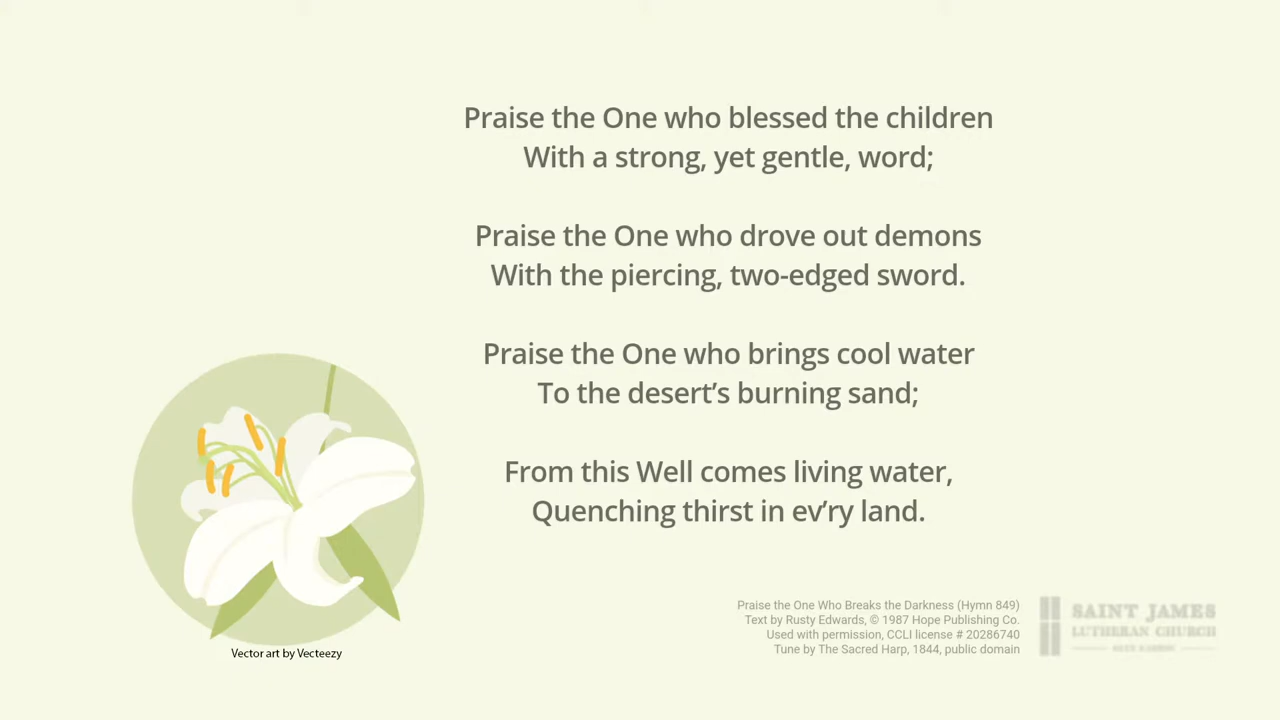 Praise the One who blessed the children
With a strong, yet gentle, word;
Praise the One who drove out demons
With the piercing, two-edged sword.
Praise the One who brings cool water
To the desert’s burning sand;
From this Well comes living water,
Quenching thirst in ev’ry land.
Praise the One Who Breaks the Darkness (Hymn 849)
Text by Rusty Edwards, © 1987 Hope Publishing Co.
Used with permission, CCLI license # 20286740
Tune by The Sacred Harp, 1844, public domain
SAINT JAMES
LUTHERAN CHURCH
Vector art by Vecteezy